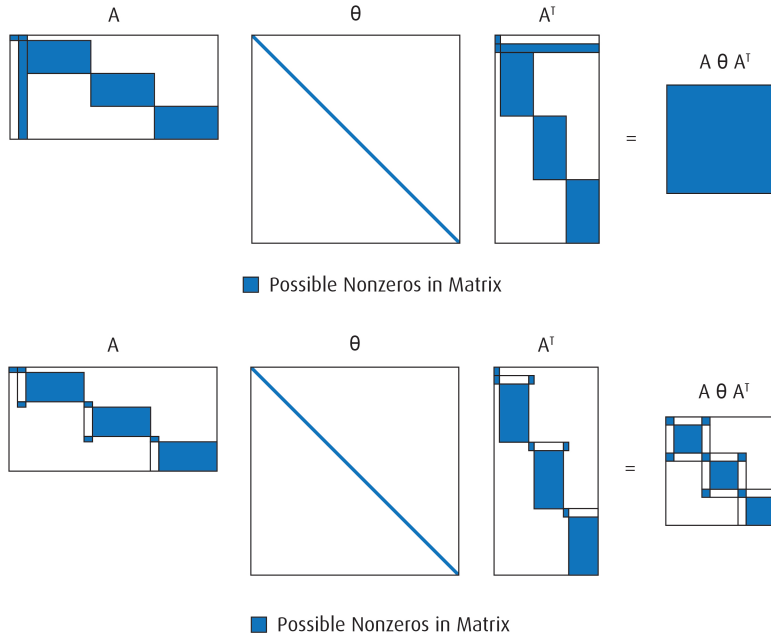 A θ Aᵀ
A θ Aᵀ
=
Possible Nonzeros in Matrix
A θ Aᵀ
A θ Aᵀ
=
Possible Nonzeros in Matrix